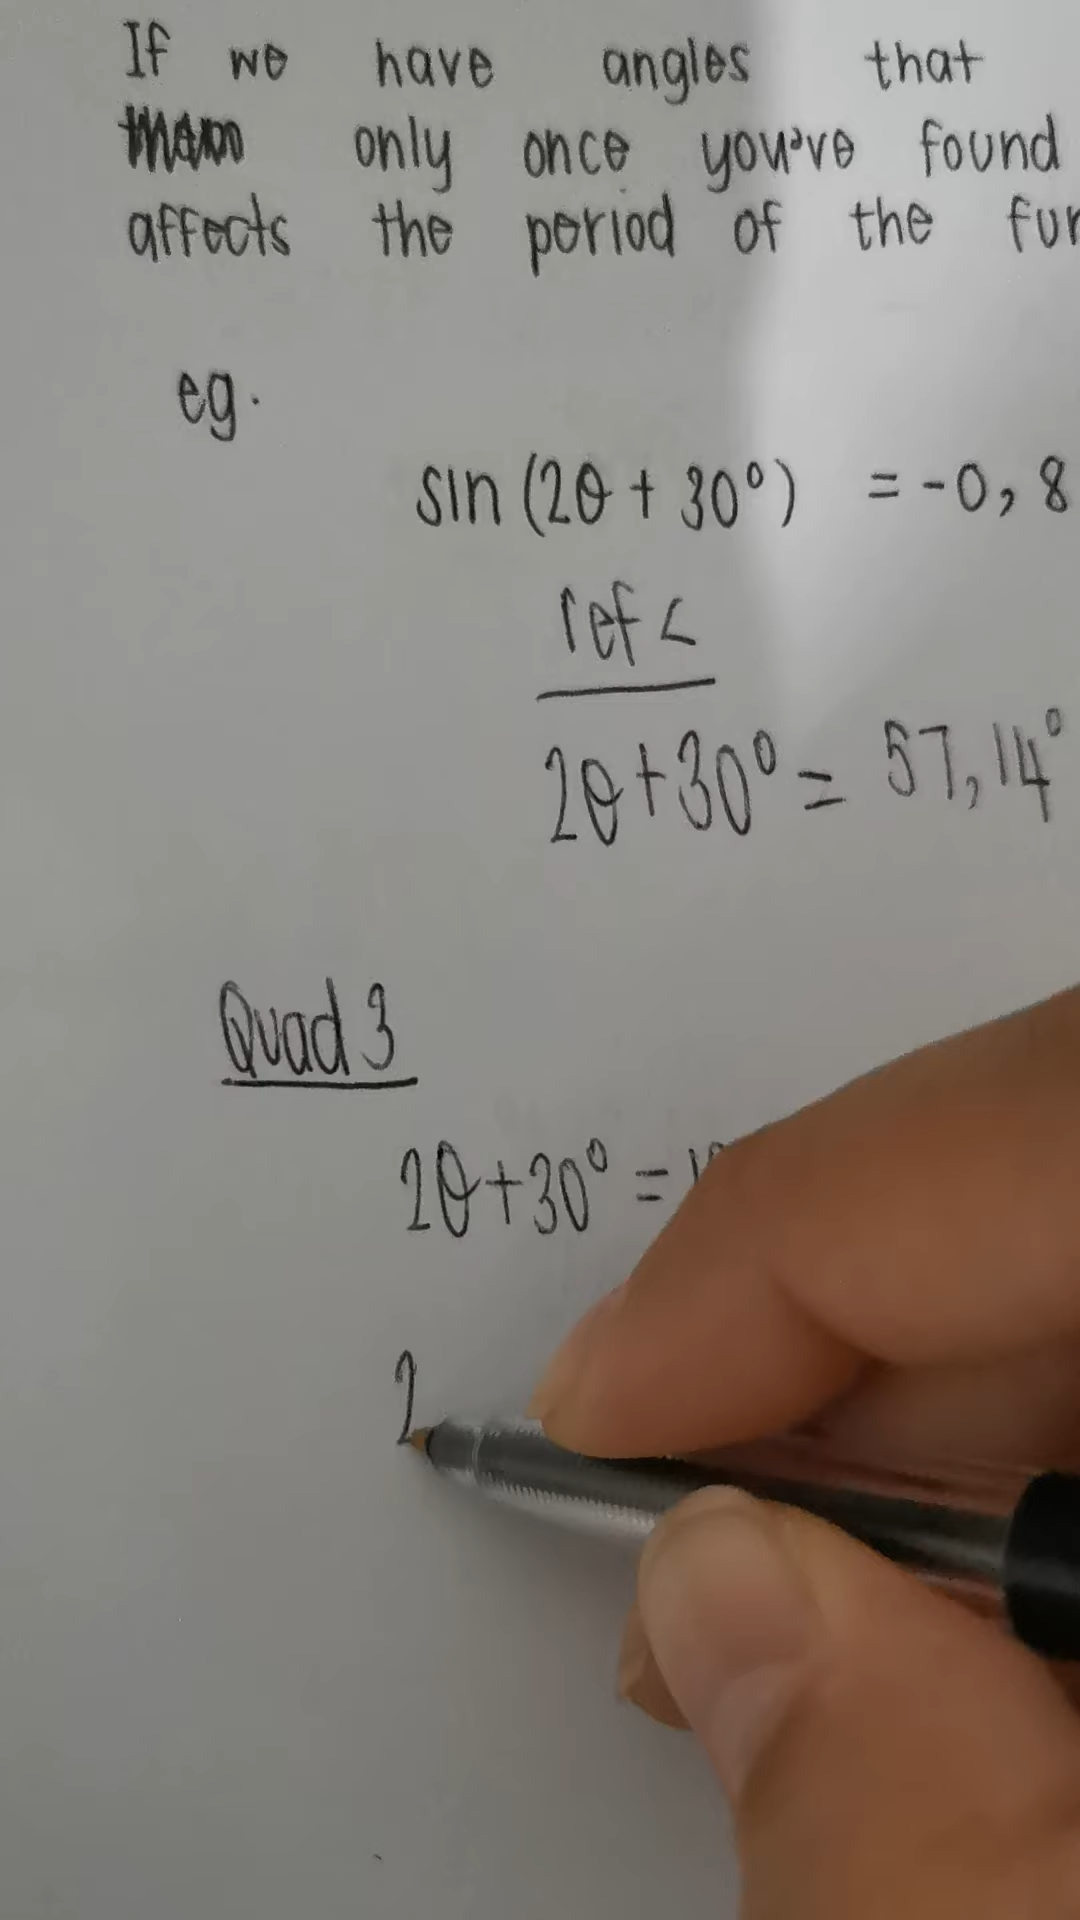 If we have angles that
only once you've found
affects the period of the
eg.
sin (2θ + 30°) = -0,8
ref <
2θ+30° = 57,14°
Quad 3
2θ+30° =
2